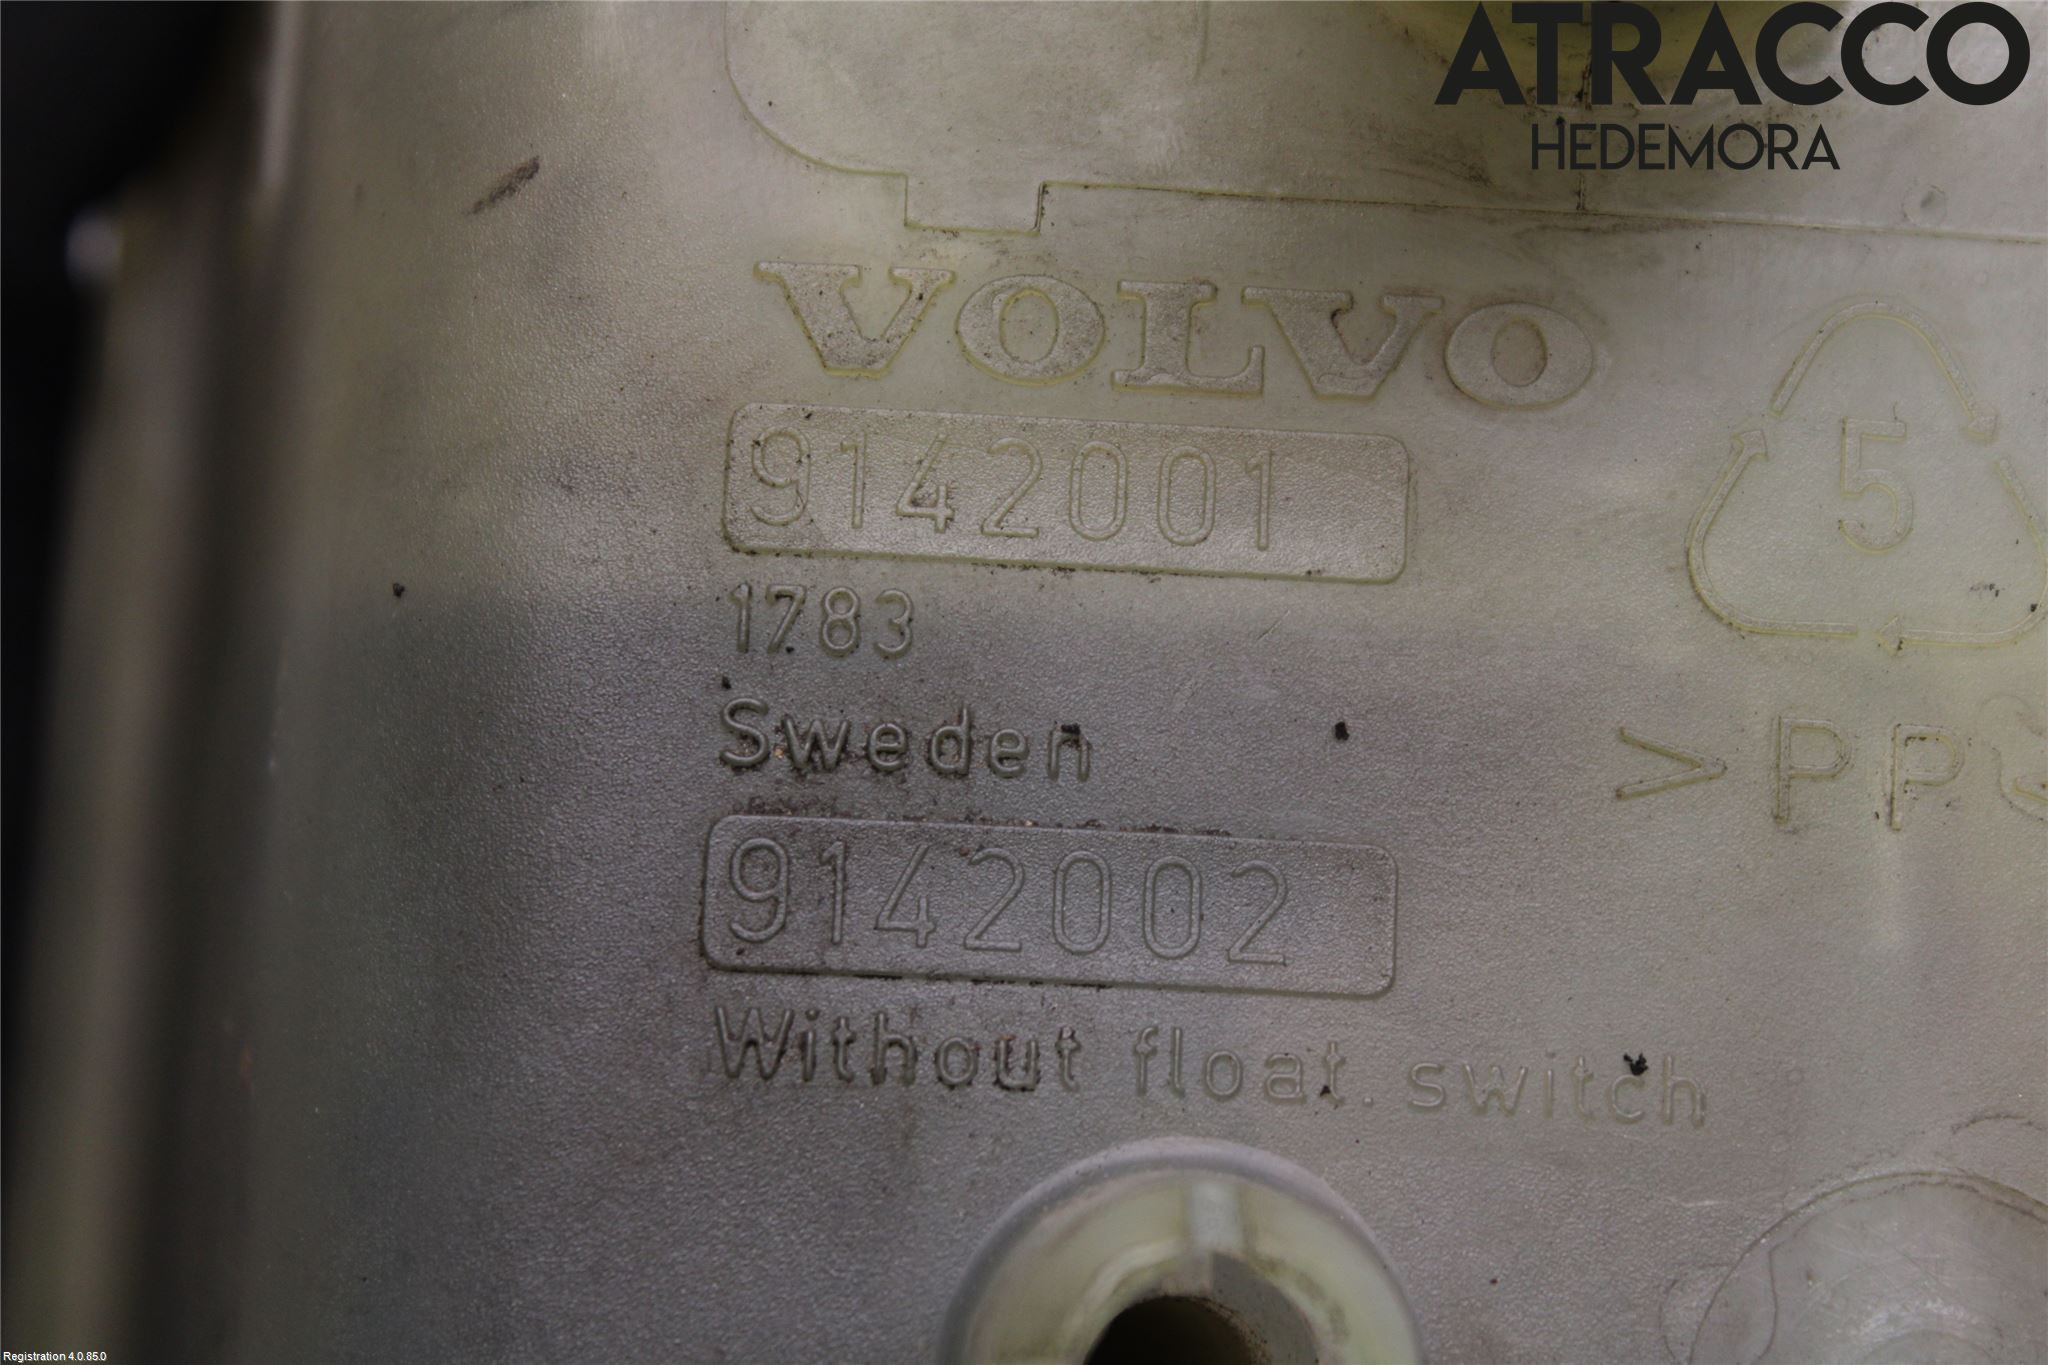 ATRACCO
HEDEMORA
VOLVO
9142001
5
1783
Sweden
>PP<
9142002
Without float. switch
Registration 4.0.85.0